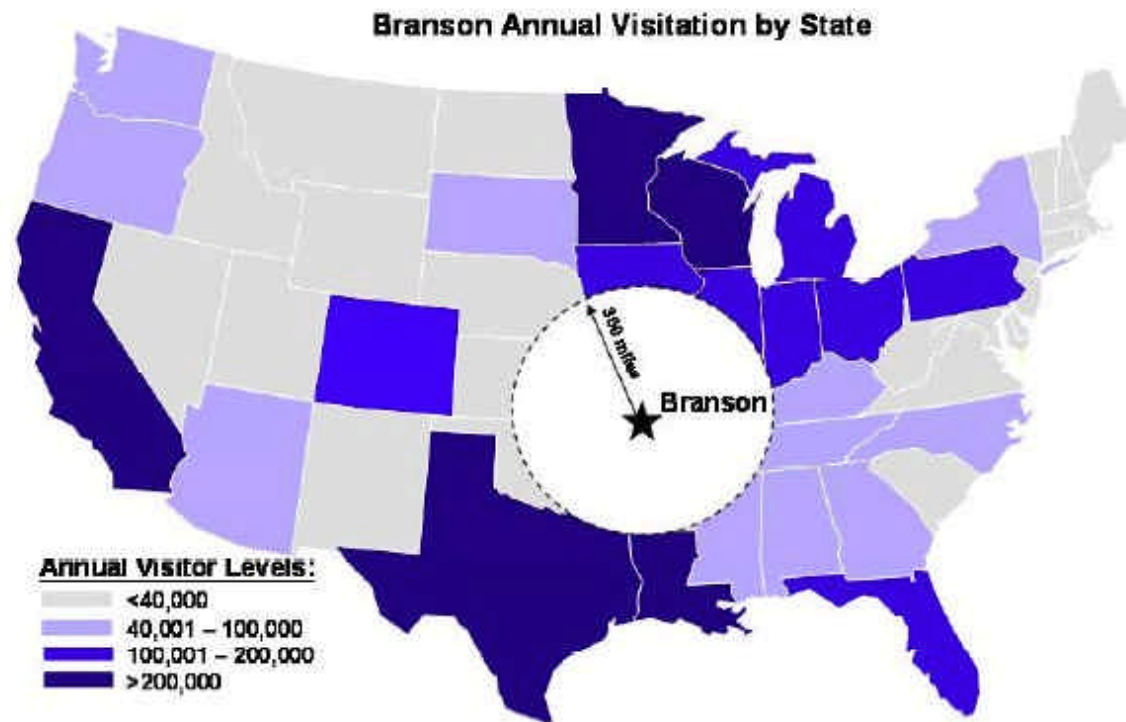 Branson Annual Visitation by State
350 miles
Branson
Annual Visitor Levels:
<40,000
40,001 – 100,000
100,001 – 200,000
>200,000